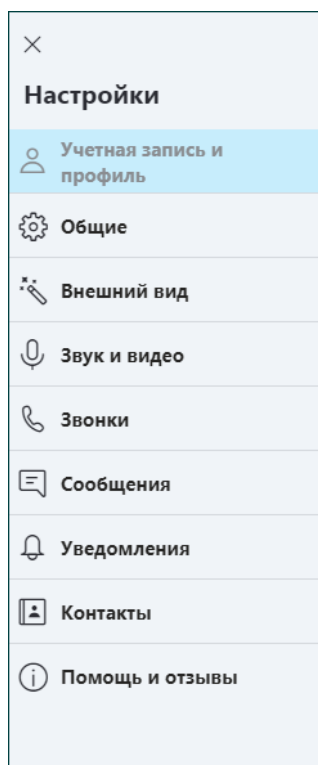 Настройки
Учетная запись и
профиль
Общие
Внешний вид
Звук и видео
Звонки
Сообщения
Уведомления
Контакты
Помощь и отзывы